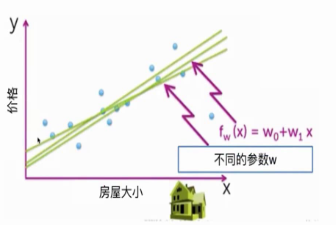 y
价格
f_w(x) = w_0+w_1 x
不同的参数w
房屋大小
x